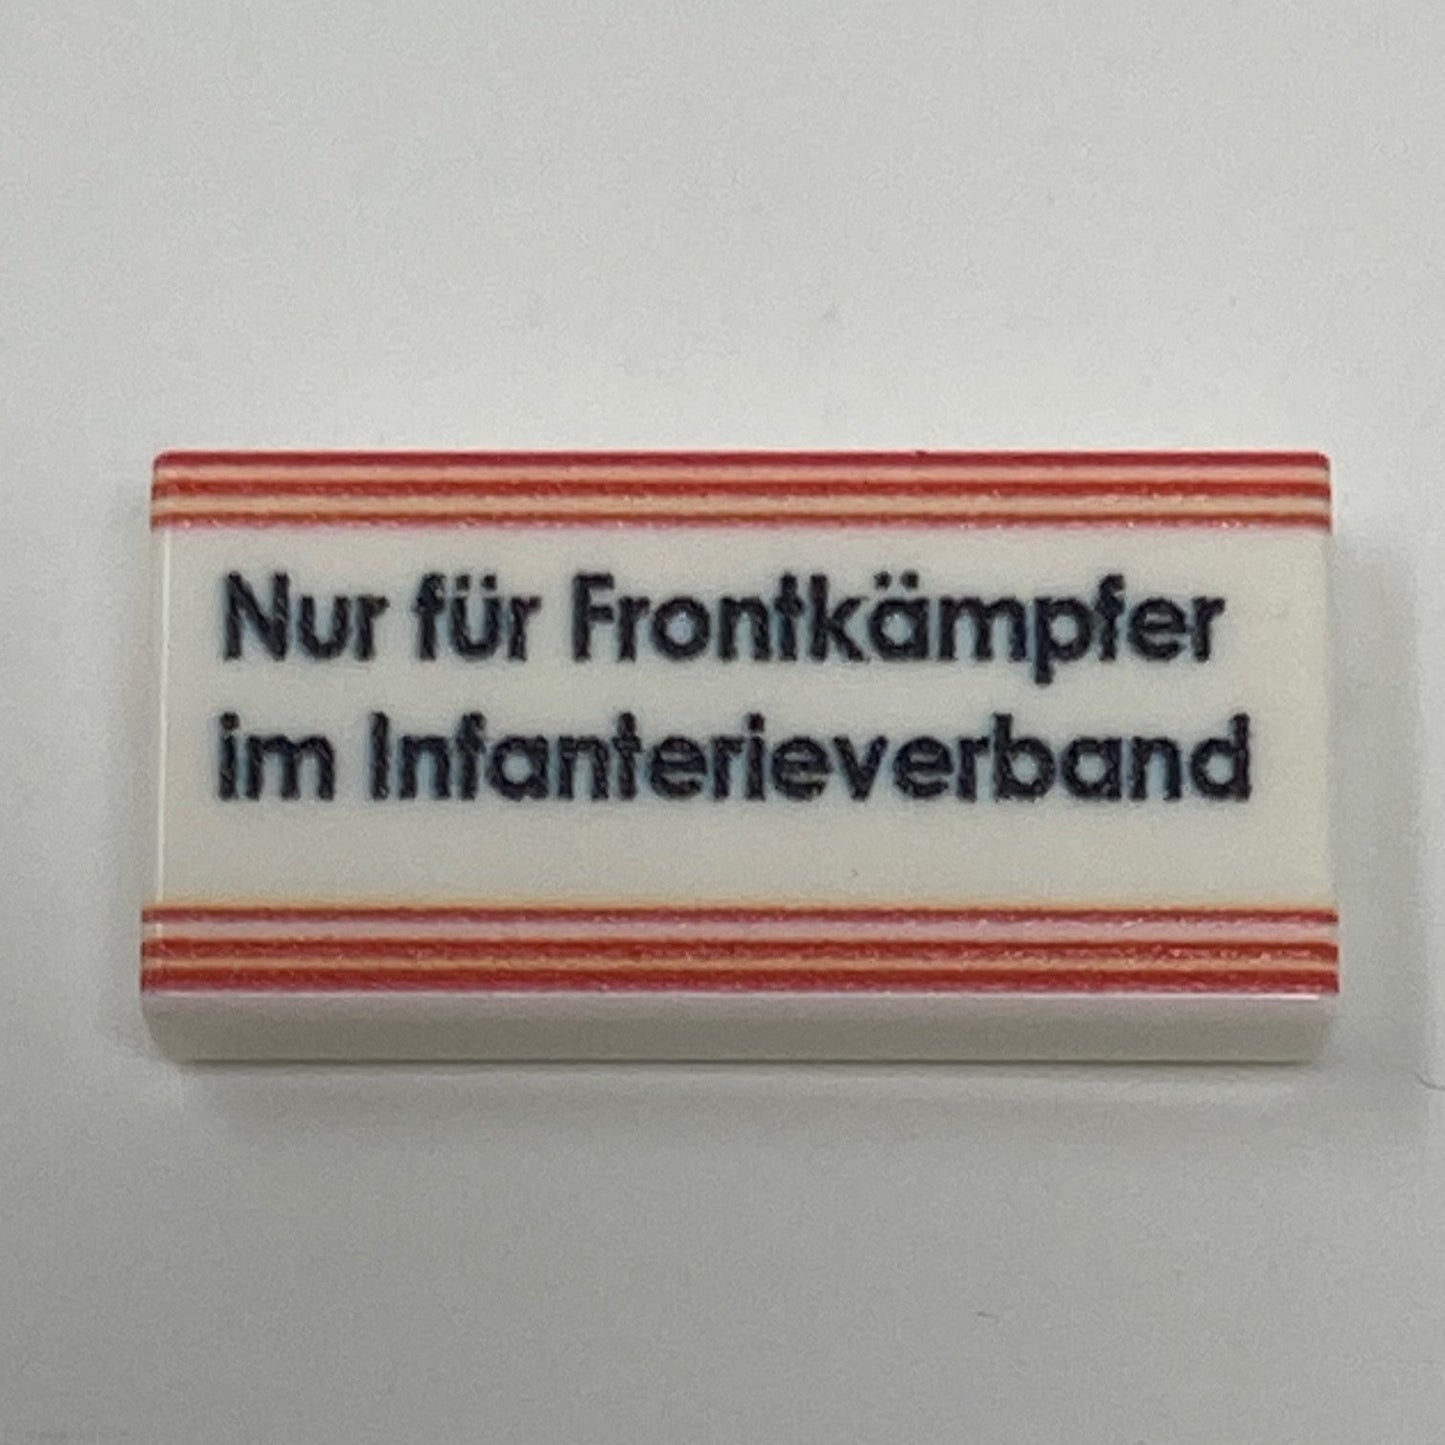 Nur für Frontkämpfer
im Infanterieverband